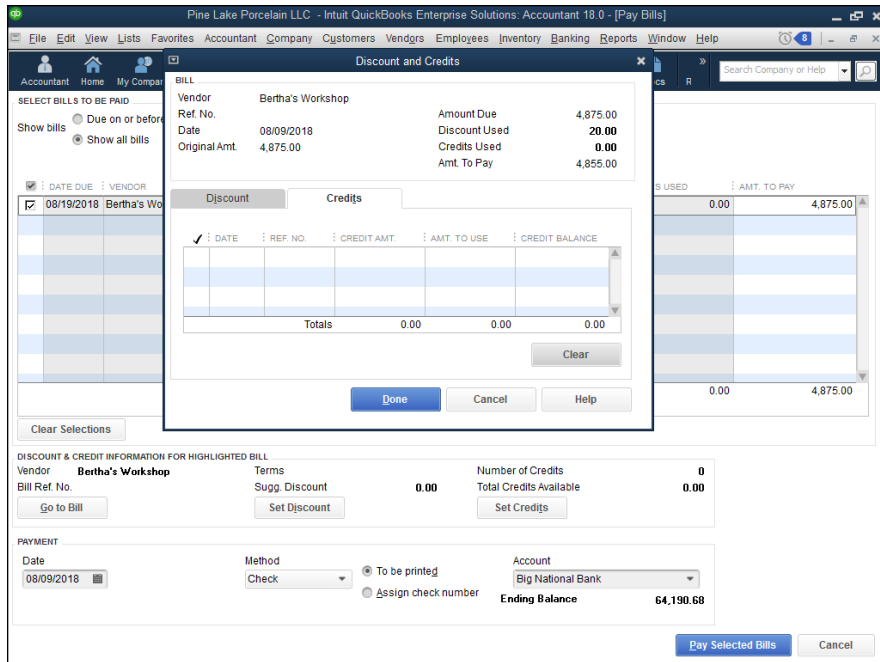 Pine Lake Porcelain LLC - Intuit QuickBooks Enterprise Solutions: Accountant 18.0 - [Pay Bills]
File Edit View Lists Favorites Accountant Company Customers Vendors Employees Inventory Banking Reports Window Help 8
Accountant Home My Compan Discount and Credits cs R Search Company or Help
SELECT BILLS TO BE PAID
Show bills Due on or before
Show all bills
BILL
Vendor Bertha's Workshop
Ref. No. Amount Due 4,875.00
Date 08/09/2018 Discount Used 20.00
Original Amt. 4,875.00 Credits Used 0.00
Amt. To Pay 4,855.00
DATE DUE VENDOR S USED AMT. TO PAY
08/19/2018 Bertha's Wo 0.00 4,875.00
Discount Credits
DATE REF. NO. CREDIT AMT. AMT. TO USE CREDIT BALANCE
Totals 0.00 0.00 0.00
Clear
Done Cancel Help
0.00 4,875.00
Clear Selections
DISCOUNT & CREDIT INFORMATION FOR HIGHLIGHTED BILL
Vendor Bertha's Workshop Terms Number of Credits 0
Bill Ref. No. Sugg. Discount 0.00 Total Credits Available 0.00
Go to Bill Set Discount Set Credits
PAYMENT
Date Method Account
08/09/2018 Check To be printed Big National Bank
Assign check number Ending Balance 64,190.68
Pay Selected Bills Cancel